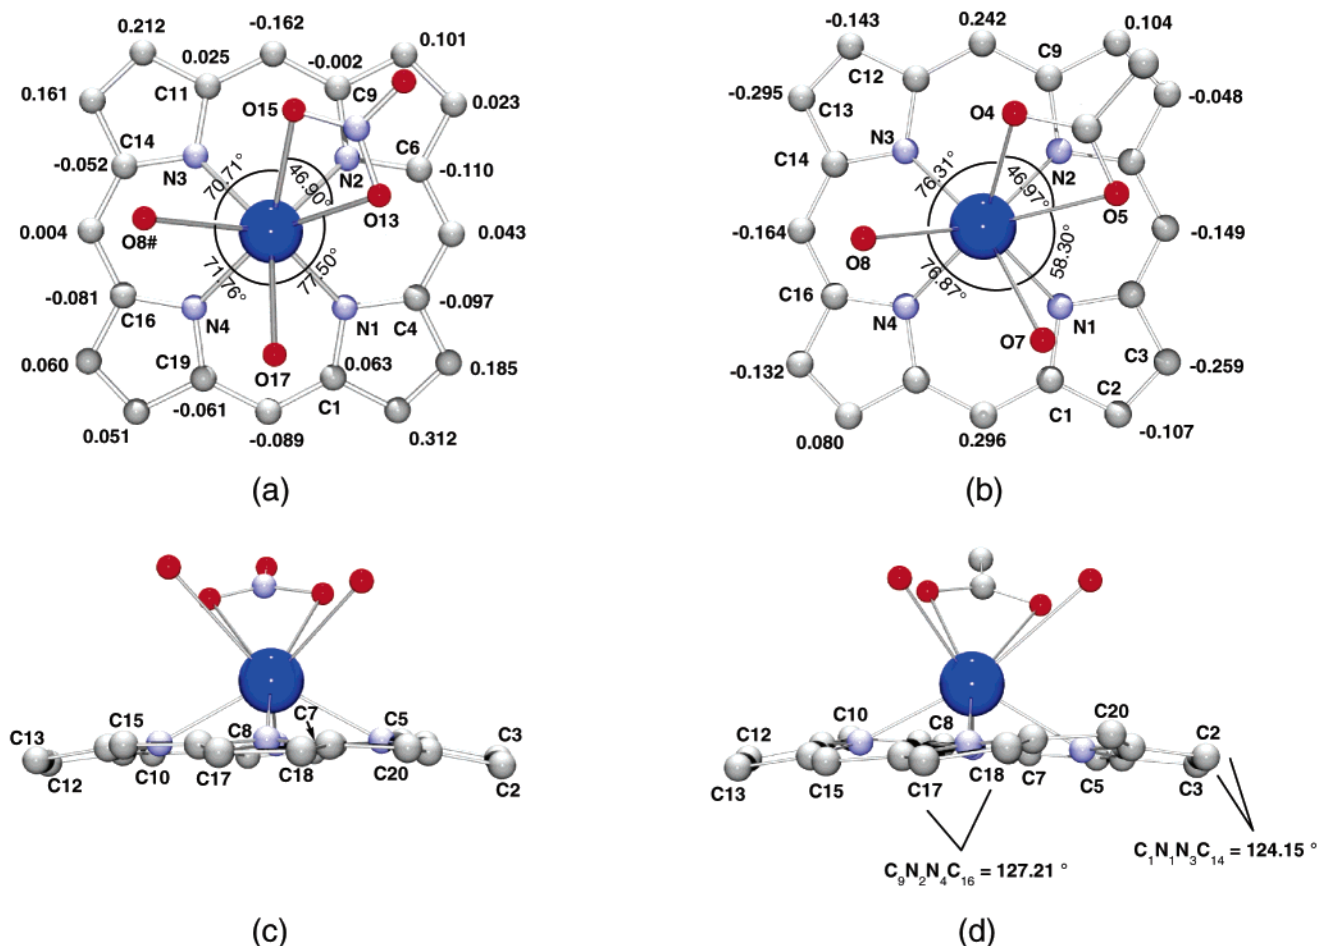 0.212 -0.162 0.101
0.025 -0.002
0.161 C11 O15 C9 0.023
C14 C6
-0.052 N3 70.71° 46.90° N2 -0.110
O13
0.004 O8# 0.043
-0.081 71.76° 77.50° -0.097
C16 N4 N1 C4
0.060 C19 O17 0.063 0.185
-0.061 C1
0.051 -0.089 0.312
(a)
-0.143 0.242 0.104
C12 C9
-0.295 C13 O4 -0.048
N3
C14 76.31° 46.97° N2
O5
-0.164 O8 58.30° -0.149
C16 76.87°
N4 O7 N1 C3
-0.132 -0.259
C1 C2
0.080 0.296 -0.107
(b)
C13 C15 C8 C7 C5 C3
C12 C10 C17 C18 C20 C2
(c)
C12 C10 C8 C20 C2
C13 C15 C17 C18 C7 C5 C3
C₁N₁N₃C₁₄ = 124.15 °
C₉N₂N₄C₁₆ = 127.21 °
(d)